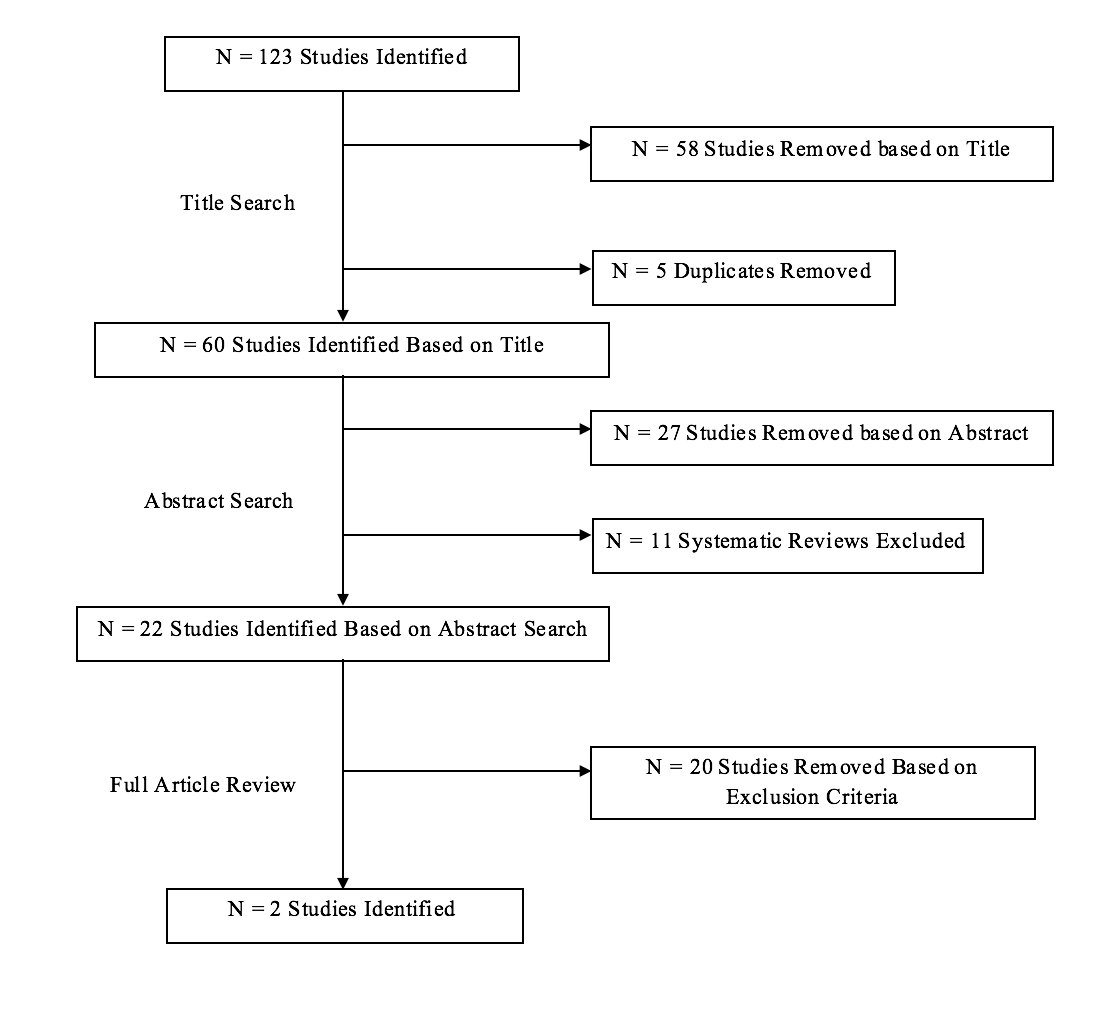 N = 123 Studies Identified
N = 58 Studies Removed based on Title
Title Search
N = 5 Duplicates Removed
N = 60 Studies Identified Based on Title
N = 27 Studies Removed based on Abstract
Abstract Search
N = 11 Systematic Reviews Excluded
N = 22 Studies Identified Based on Abstract Search
N = 20 Studies Removed Based on
Exclusion Criteria
Full Article Review
N = 2 Studies Identified